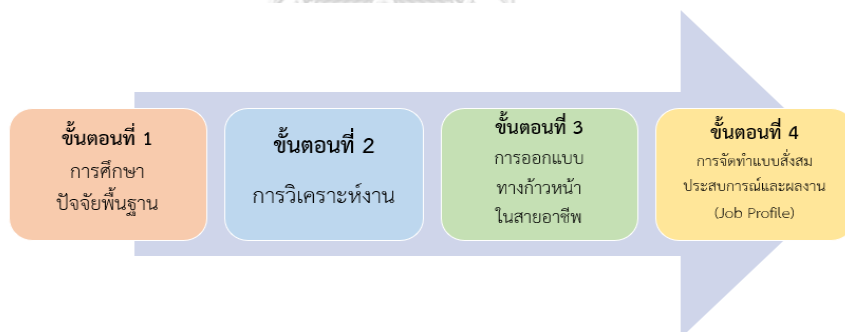 ขั้นตอนที่ 1
การศึกษา
ปัจจัยพื้นฐาน
ขั้นตอนที่ 2
การวิเคราะห์งาน
ขั้นตอนที่ 3
การออกแบบ
ทางก้าวหน้า
ในสายอาชีพ
ขั้นตอนที่ 4
การจัดทำแบบสั่งสม
ประสบการณ์และผลงาน
(Job Profile)